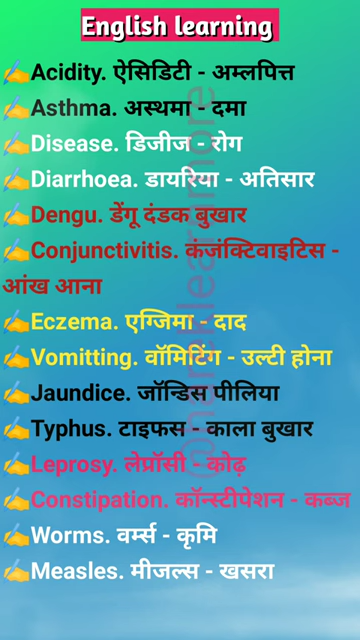 English learning
✍️Acidity. ऐसिडिटी - अम्लपित्त
✍️Asthma. अस्थमा - दमा
✍️Disease. डिजीज - रोग
✍️Diarrhoea. डायरिया - अतिसार
✍️Dengu. डेंगू दंडक बुखार
✍️Conjunctivitis. कंजंक्टिवाइटिस -
आंख आना
✍️Eczema. एग्जिमा - दाद
✍️Vomitting. वॉमिटिंग - उल्टी होना
✍️Jaundice. जॉन्डिस पीलिया
✍️Typhus. टाइफस - काला बुखार
✍️Leprosy. लेप्रॉसी - कोढ़
✍️Constipation. कॉन्स्टीपेशन - कब्ज
✍️Worms. वर्म्स - कृमि
✍️Measles. मीजल्स - खसरा